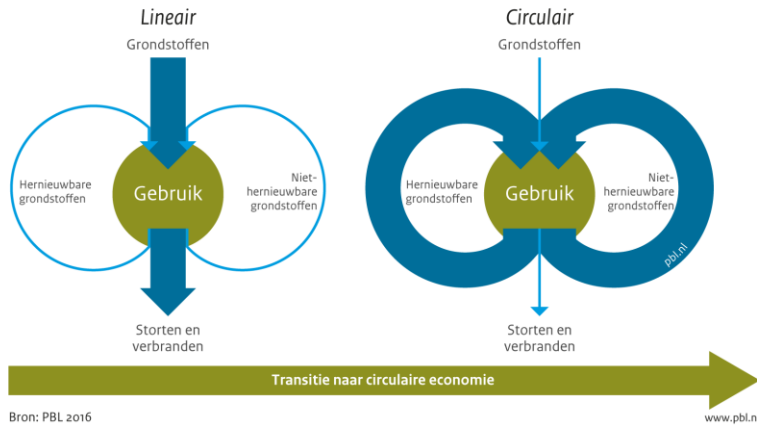 Lineair
Grondstoffen
Hernieuwbare
grondstoffen
Gebruik
Niet-
hernieuwbare
grondstoffen
Storten en
verbranden
Circulair
Grondstoffen
Hernieuwbare
grondstoffen
Gebruik
Niet-
hernieuwbare
grondstoffen
pbl.nl
Storten en
verbranden
Transitie naar circulaire economie
Bron: PBL 2016
www.pbl.n